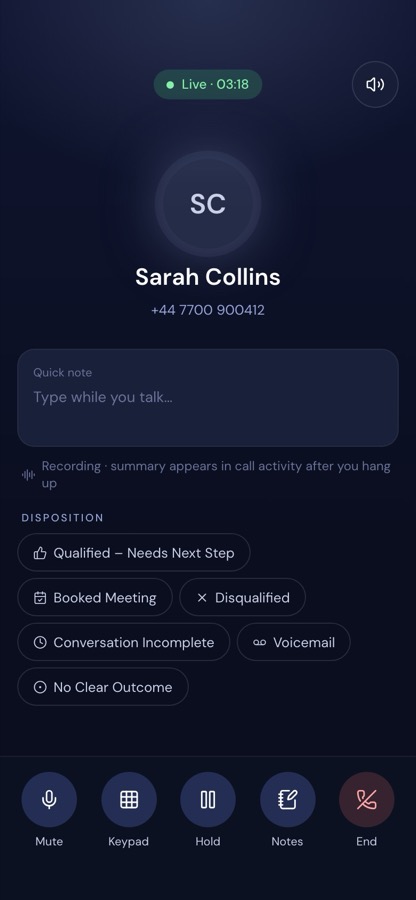 Live · 03:18
SC
Sarah Collins
+44 7700 900412
Quick note
Type while you talk...
Recording · summary appears in call activity after you hang
up
DISPOSITION
Qualified – Needs Next Step
Booked Meeting
Disqualified
Conversation Incomplete
Voicemail
No Clear Outcome
Mute
Keypad
Hold
Notes
End